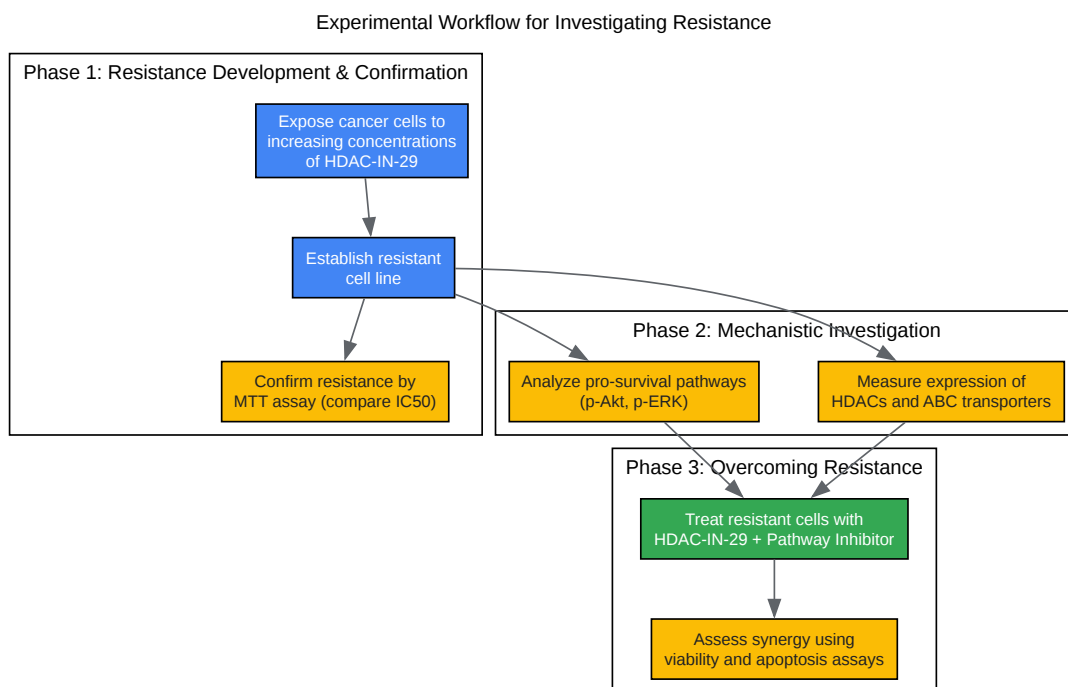 Experimental Workflow for Investigating Resistance
Phase 1: Resistance Development & Confirmation
Expose cancer cells to
increasing concentrations
of HDAC-IN-29
Establish resistant
cell line
Confirm resistance by
MTT assay (compare IC50)
Phase 2: Mechanistic Investigation
Analyze pro-survival pathways
(p-Akt, p-ERK)
Measure expression of
HDACs and ABC transporters
Phase 3: Overcoming Resistance
Treat resistant cells with
HDAC-IN-29 + Pathway Inhibitor
Assess synergy using
viability and apoptosis assays